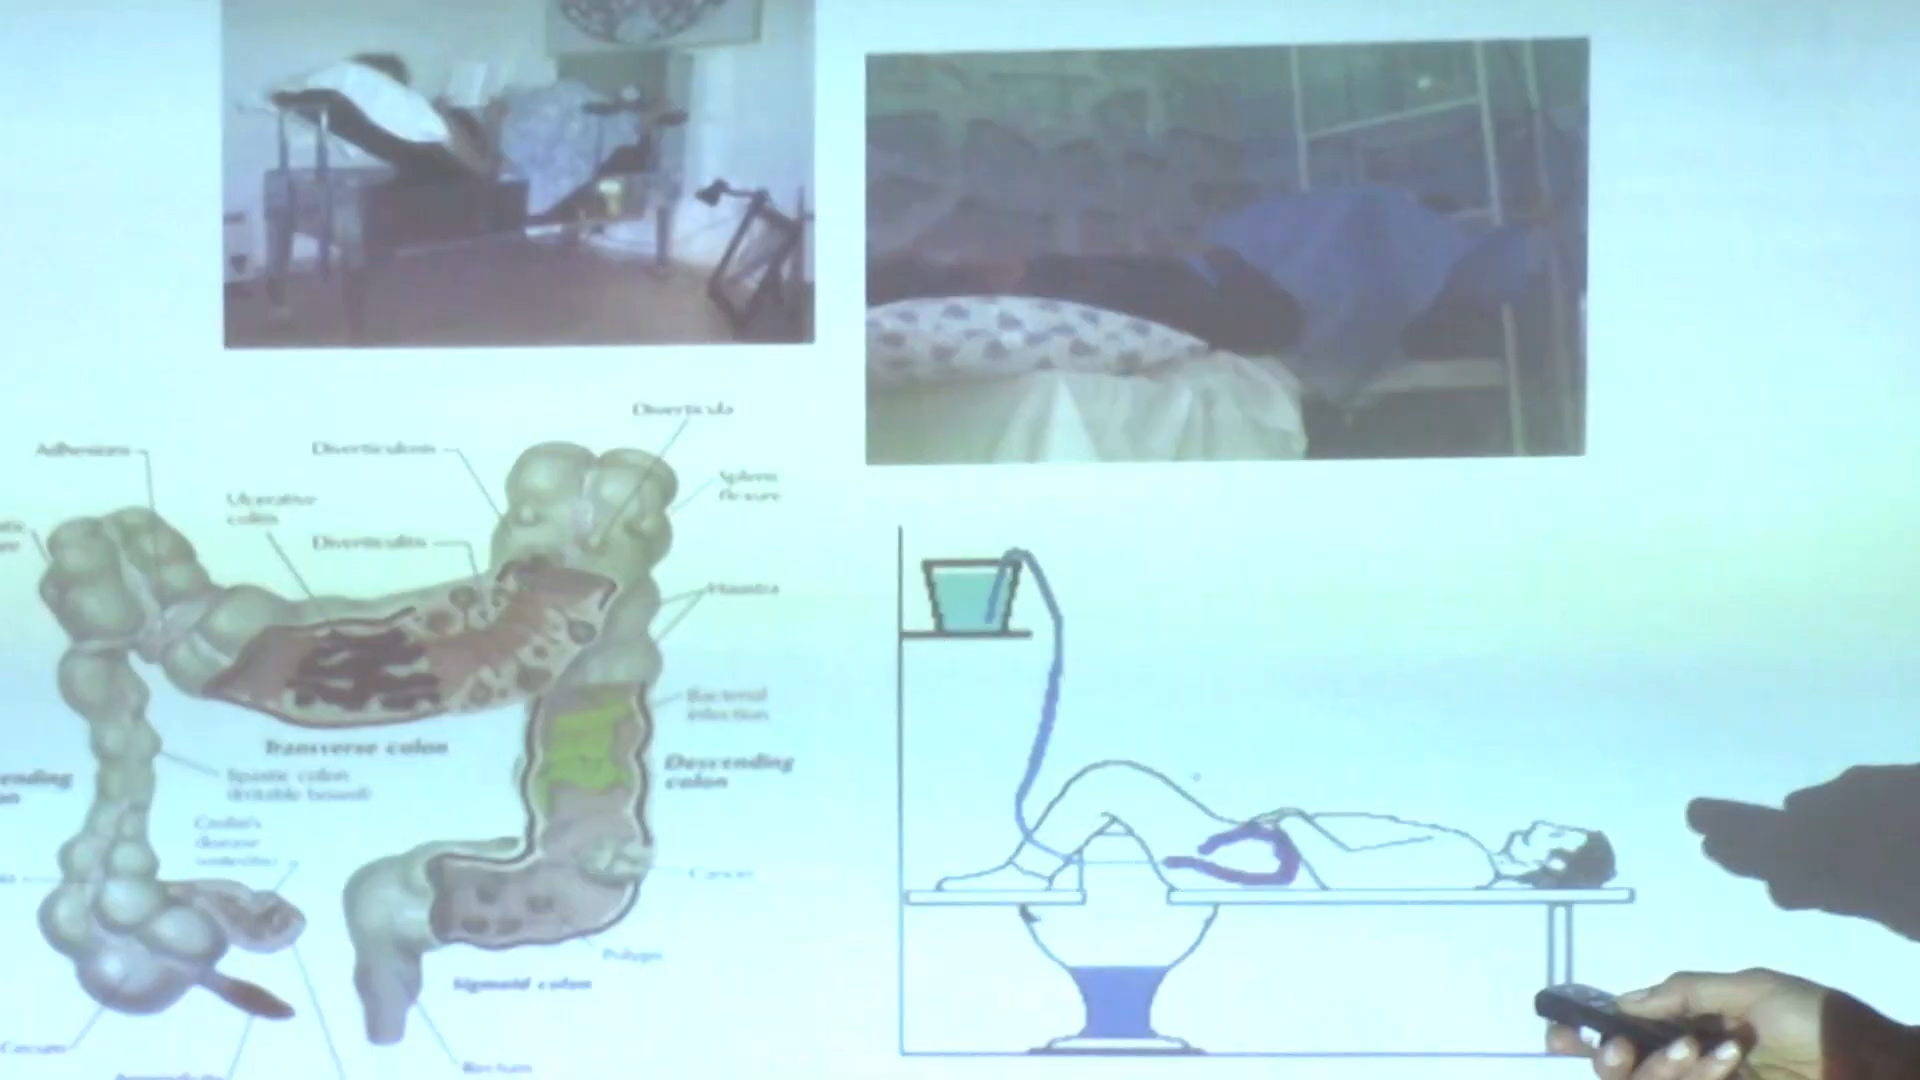 Diverticula
Adhesions
Diverticulosis
Splenic
flexure
Ulcerative
colitis
Diverticulitis
Haustra
Bacterial
infection
Transverse colon
Descending
colon
Spastic colon
(irritable bowel)
Crohn's
disease
Cancer
Polyps
Sigmoid colon
Cecum
Rectum